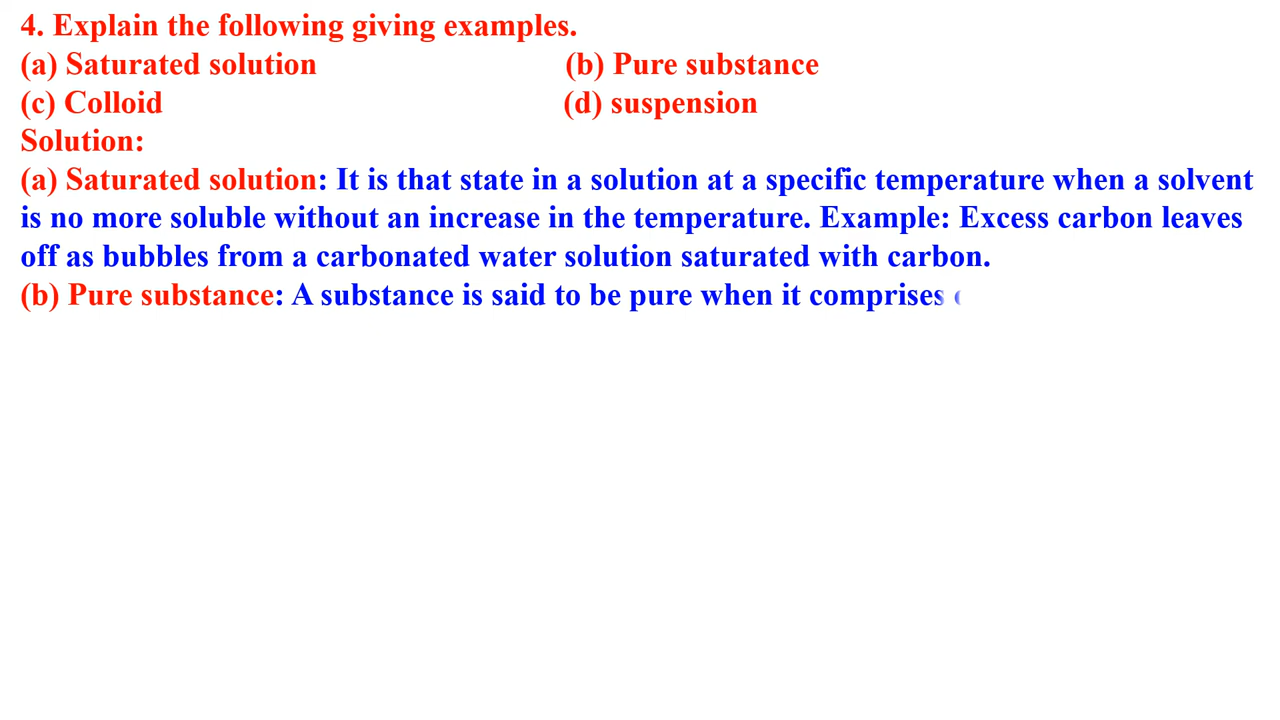 4. Explain the following giving examples.
(a) Saturated solution (b) Pure substance
(c) Colloid (d) suspension
Solution:
(a) Saturated solution: It is that state in a solution at a specific temperature when a solvent
is no more soluble without an increase in the temperature. Example: Excess carbon leaves
off as bubbles from a carbonated water solution saturated with carbon.
(b) Pure substance: A substance is said to be pure when it comprises